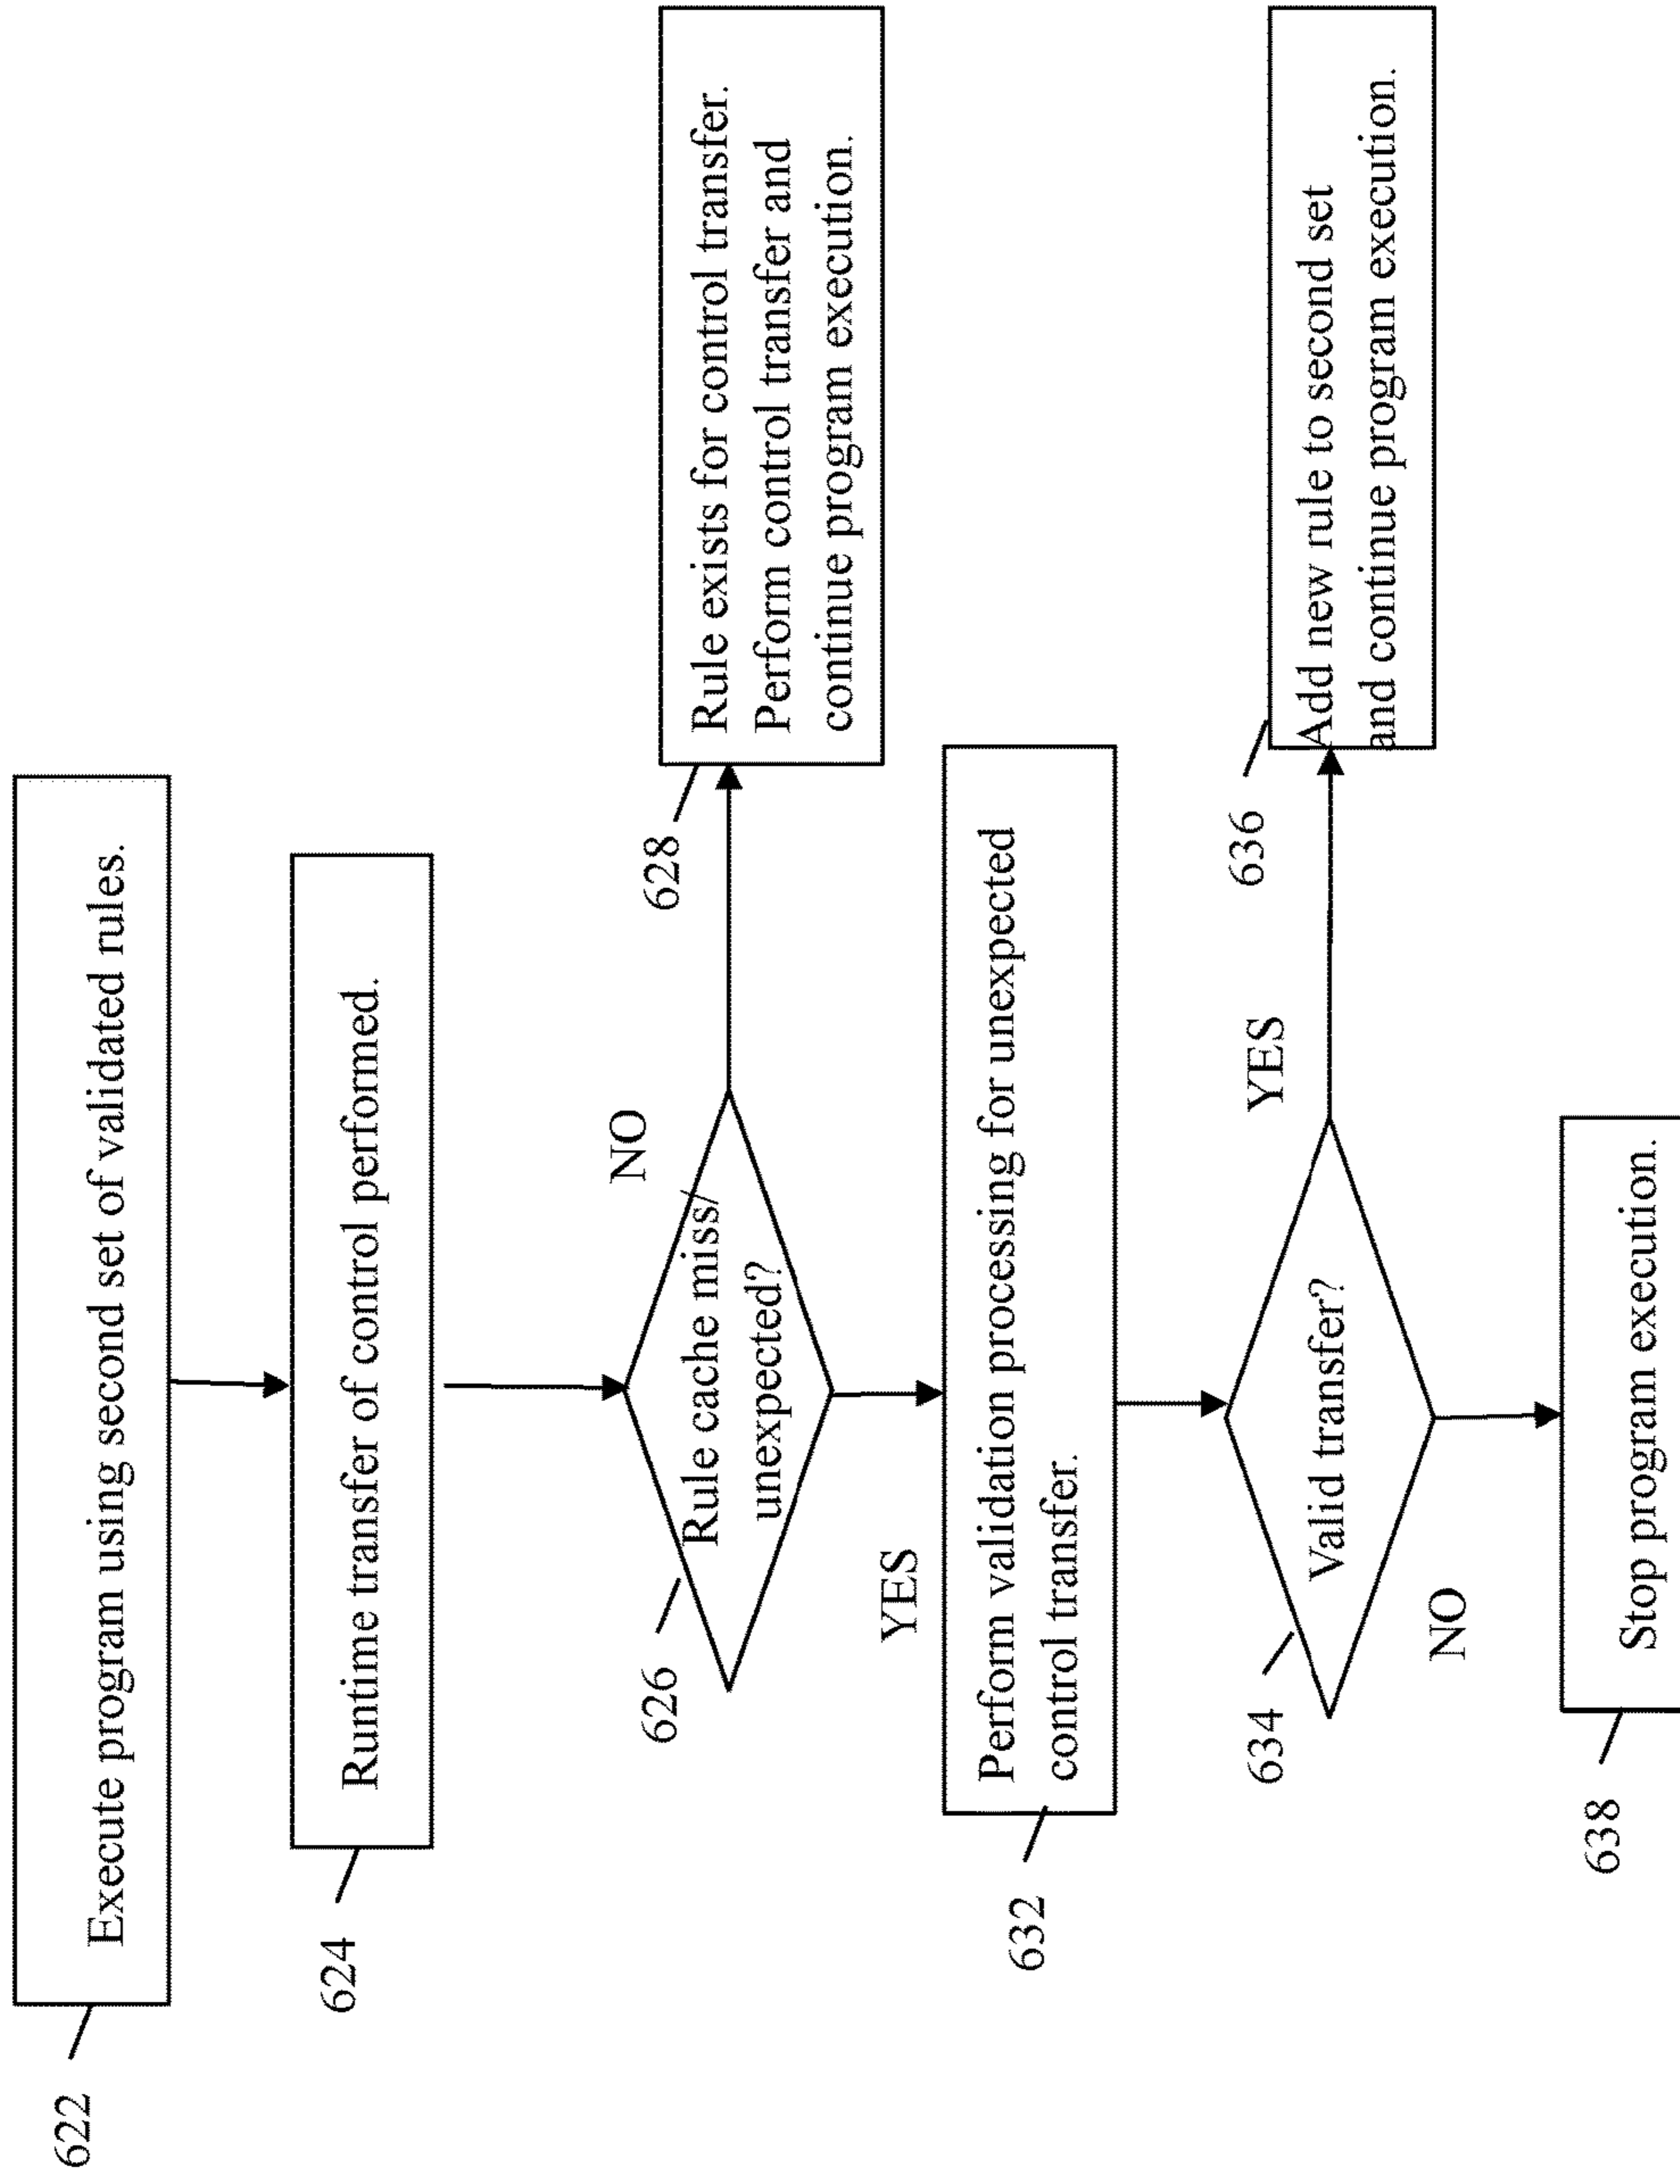 622
Execute program using second set of validated rules.
624
Runtime transfer of control performed.
626
Rule cache miss/
unexpected?
NO
628
Rule exists for control transfer.
Perform control transfer and
continue program execution.
YES
632
Perform validation processing for unexpected
control transfer.
634
Valid transfer?
YES
636
Add new rule to second set
and continue program execution.
NO
638
Stop program execution.